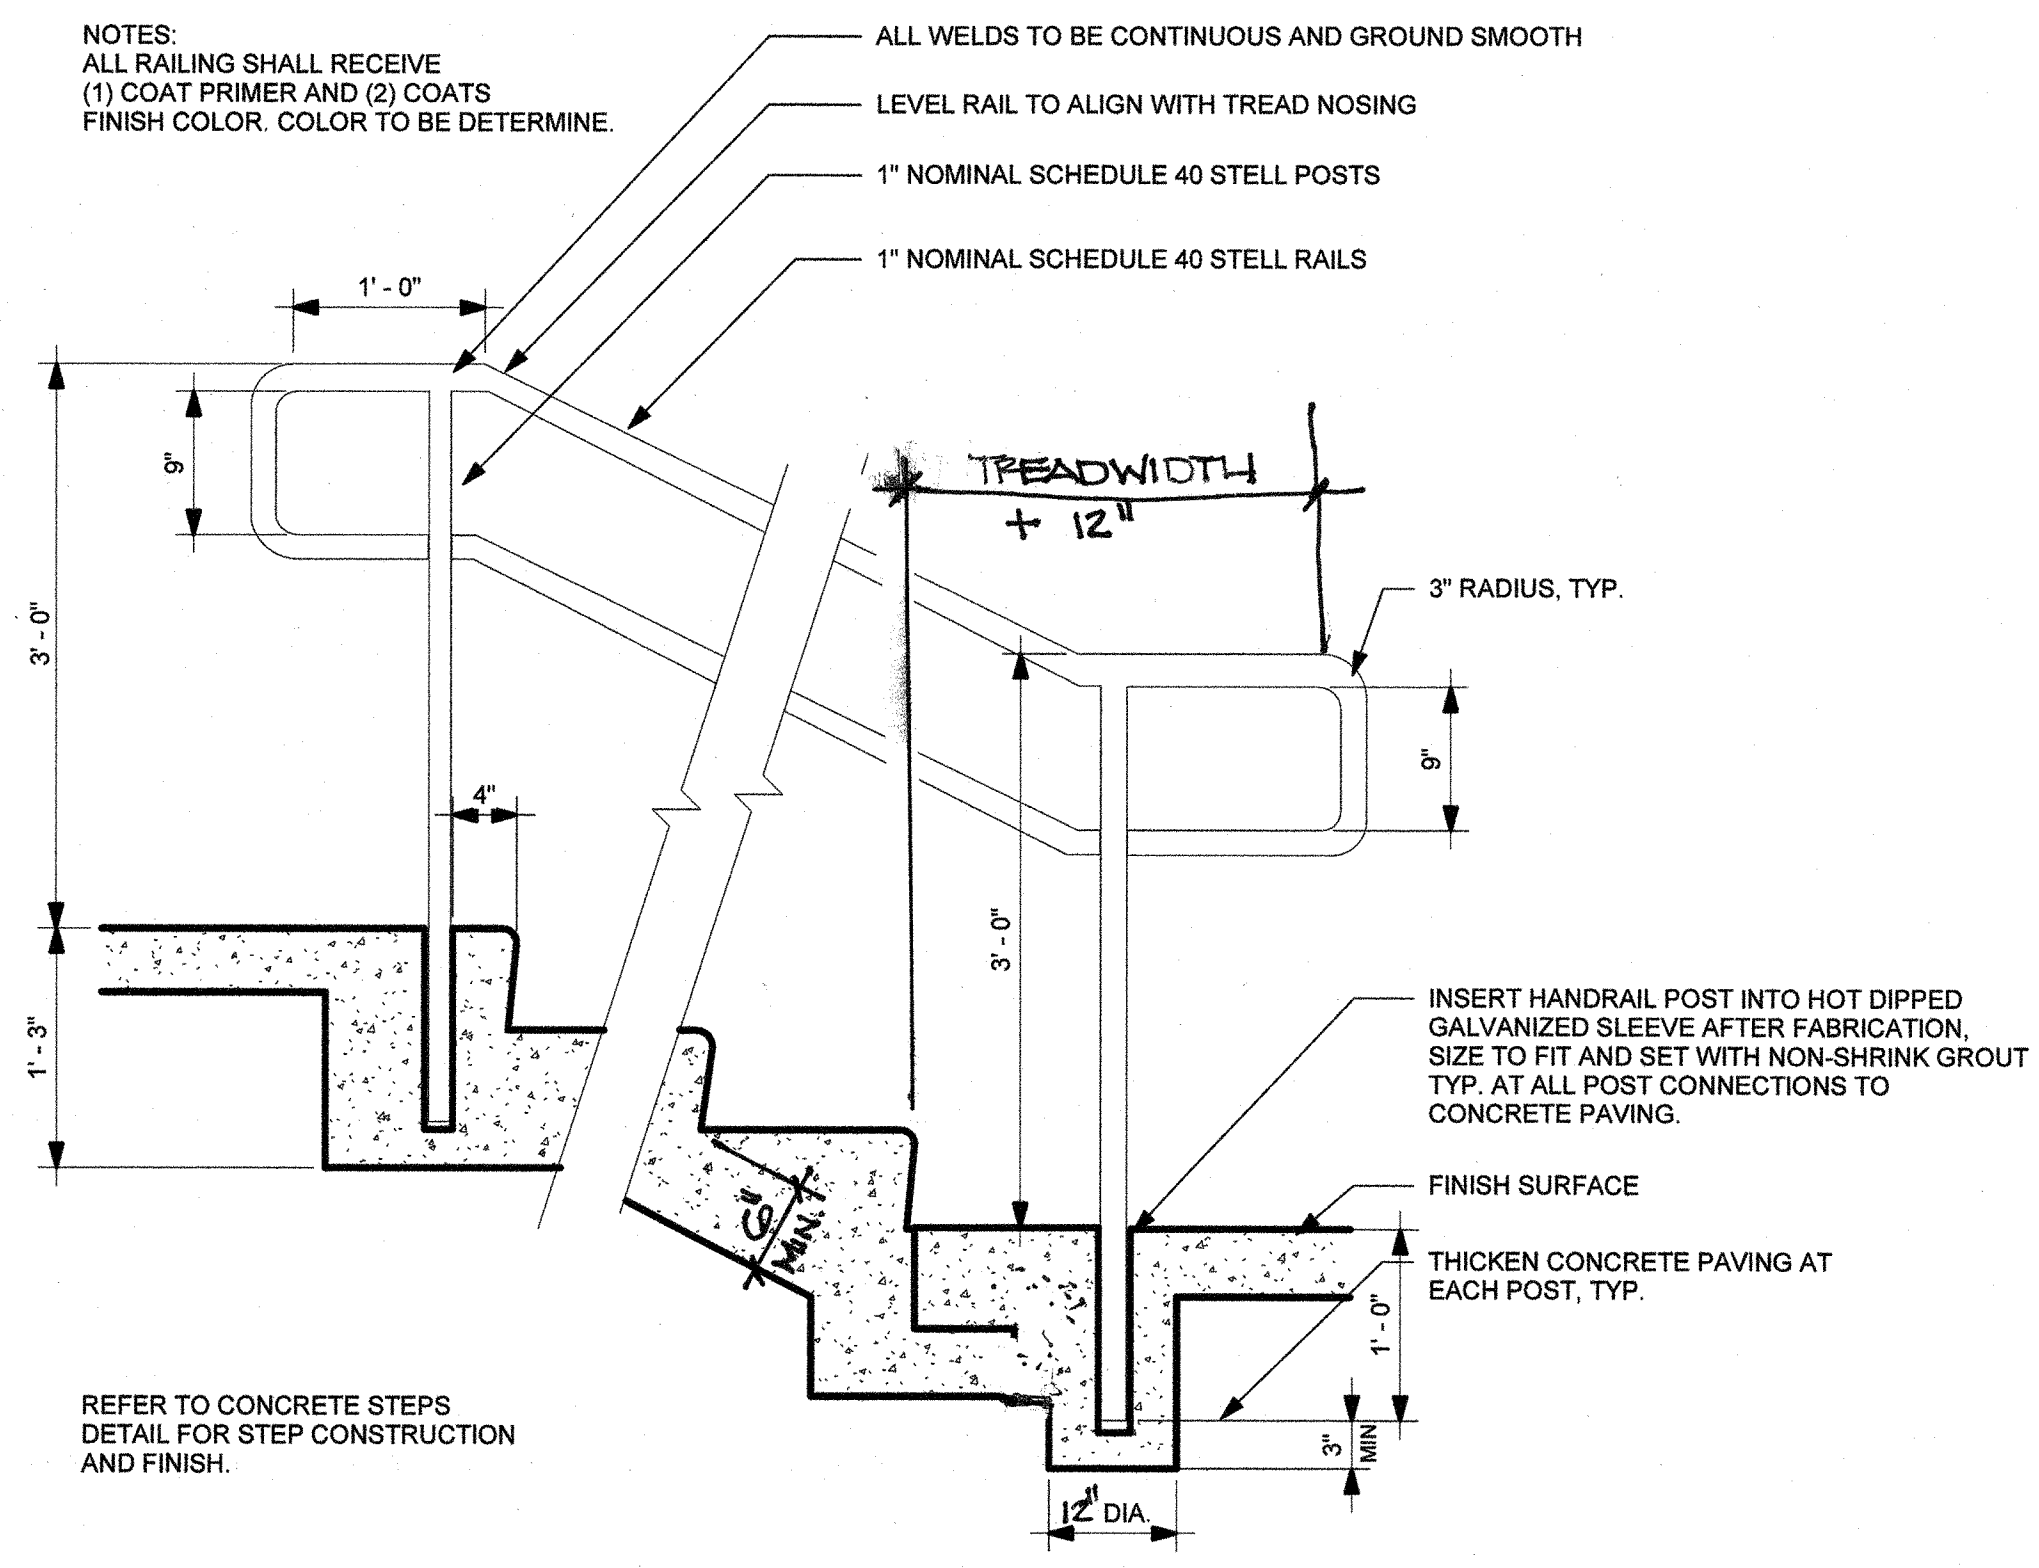 NOTES:
ALL RAILING SHALL RECEIVE
(1) COAT PRIMER AND (2) COATS
FINISH COLOR. COLOR TO BE DETERMINE.
ALL WELDS TO BE CONTINUOUS AND GROUND SMOOTH
LEVEL RAIL TO ALIGN WITH TREAD NOSING
1" NOMINAL SCHEDULE 40 STELL POSTS
1" NOMINAL SCHEDULE 40 STELL RAILS
1' - 0"
9"
3' - 0"
TREADWIDTH
+ 12"
3" RADIUS, TYP.
9"
4"
3' - 0"
1' - 3"
INSERT HANDRAIL POST INTO HOT DIPPED
GALVANIZED SLEEVE AFTER FABRICATION,
SIZE TO FIT AND SET WITH NON-SHRINK GROUT
TYP. AT ALL POST CONNECTIONS TO
CONCRETE PAVING.
FINISH SURFACE
6"
MIN.
THICKEN CONCRETE PAVING AT
EACH POST, TYP.
1' - 0"
3"
MIN
REFER TO CONCRETE STEPS
DETAIL FOR STEP CONSTRUCTION
AND FINISH.
12" DIA.